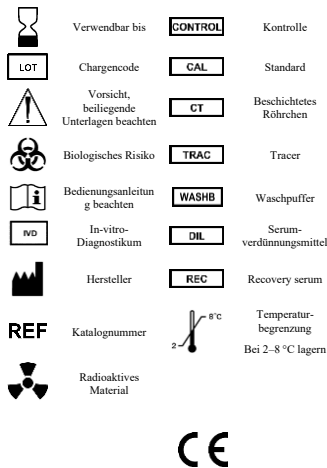 Verwendbar bis CONTROL Kontrolle
LOT Chargencode CAL Standard
Vorsicht,
beiliegende
Unterlagen beachten
CT
Beschichtetes
Röhrchen
Biologisches Risiko TRAC Tracer
Bedienungsanleitun
g beachten
WASHB Waschpuffer
IVD
In-vitro-
Diagnostikum
DIL
Serum-
verdünnungsmittel
Hersteller REC Recovery serum
REF Katalognummer
8°C
2
Temperatur-
begrenzung
Bei 2–8 °C lagern
Radioaktives
Material
CE